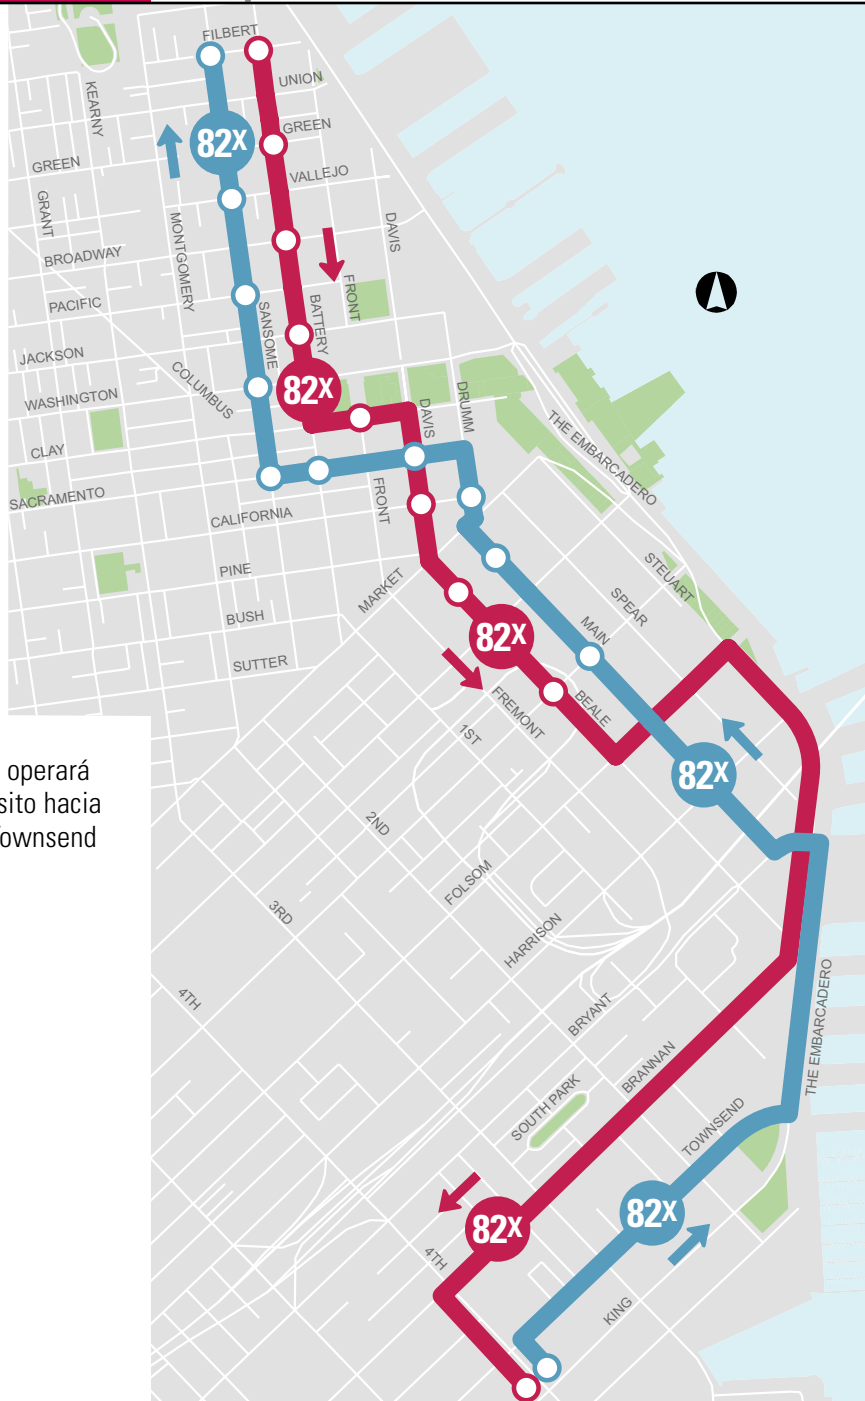 FILBERT
UNION
KEARNY
82X
GREEN
GREEN
VALLEJO
GRANT
MONTGOMERY
DAVIS
BROADWAY
PACIFIC
FRONT
SANSOME
BATTERY
JACKSON
COLUMBUS
82X
WASHINGTON
DAVIS
DRUMM
THE EMBARCADERO
CLAY
SACRAMENTO
FRONT
CALIFORNIA
PINE
MARKET
STEUART
SPEAR
BUSH
MAIN
82X
SUTTER
BEALE
FREMONT
1ST
operará
sito hacia
Townsend
82X
2ND
FOLSOM
3RD
HARRISON
4TH
BRYANT
THE EMBARCADERO
BRANNAN
SOUTH PARK
TOWNSEND
82X
82X
4TH
KING